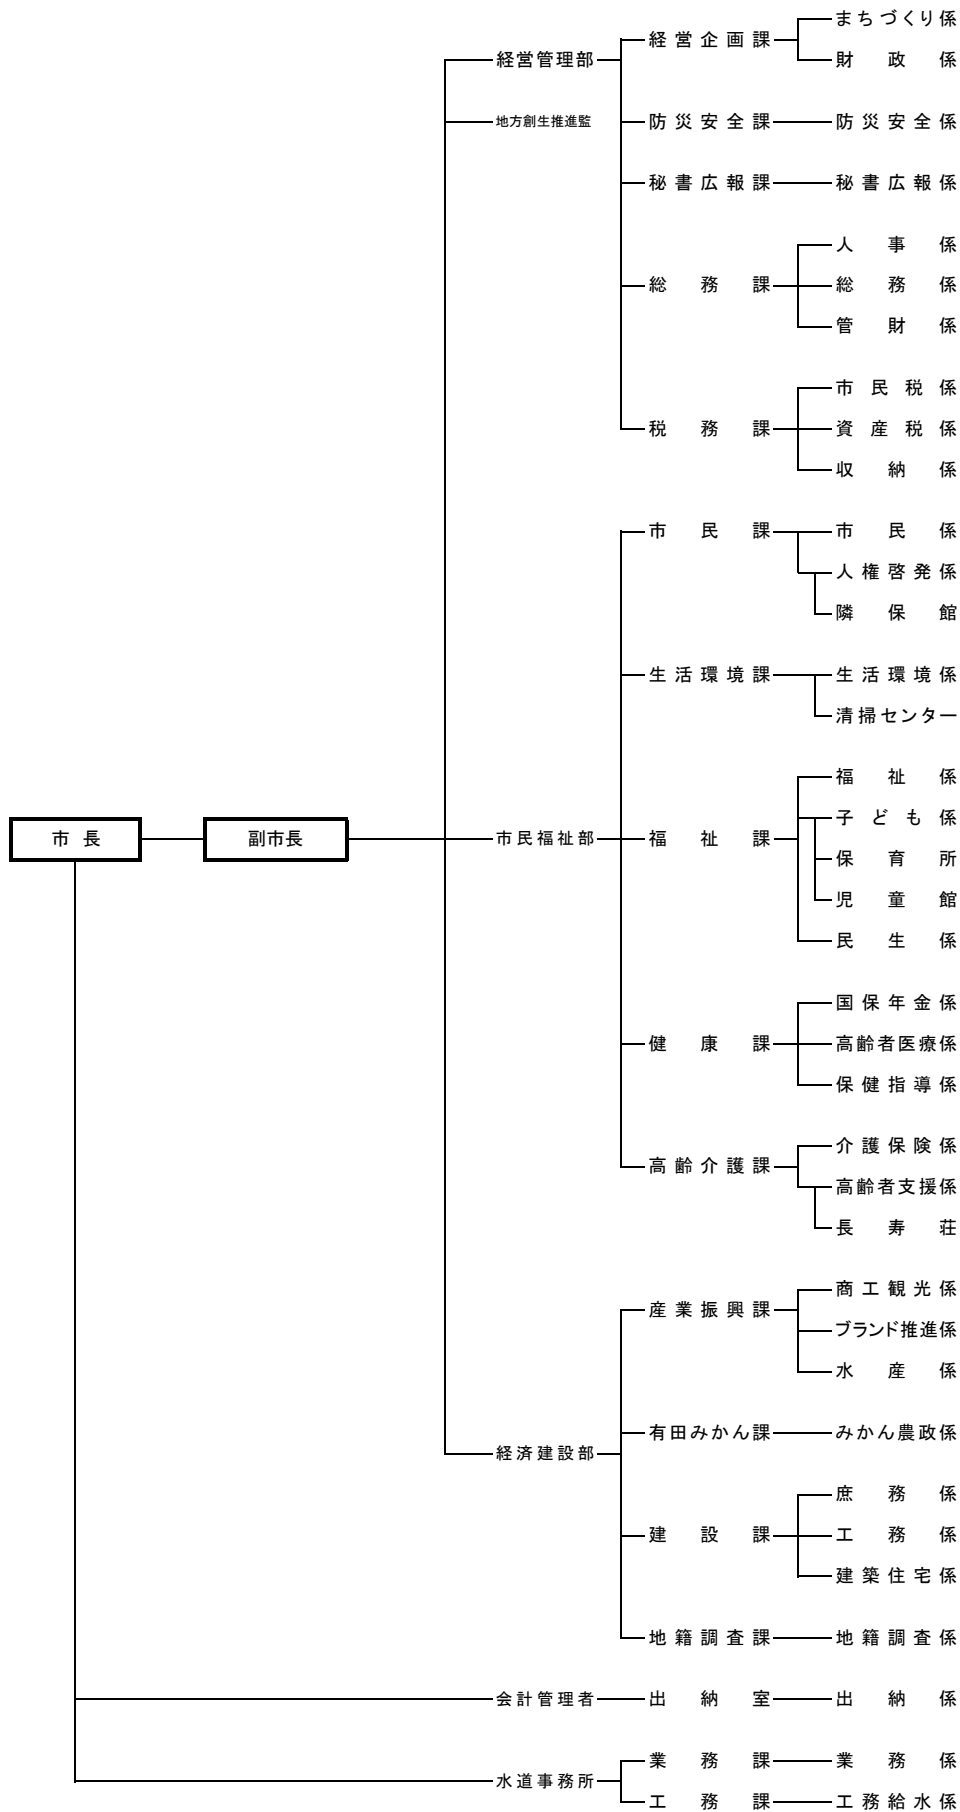 まちづくり係
経営企画課
経営管理部
財政係
地方創生推進監
防災安全課 防災安全係
秘書広報課 秘書広報係
人事係
総務課 総務係
管財係
市民税係
税務課 資産税係
収納係
市民課 市民係
人権啓発係
隣保館
生活環境課 生活環境係
清掃センター
福祉係
子ども係
市長 副市長 市民福祉部 福祉課
保育所
児童館
民生係
国保年金係
健康課 高齢者医療係
保健指導係
介護保険係
高齢介護課
高齢者支援係
長寿荘
商工観光係
産業振興課
ブランド推進係
水産係
有田みかん課 みかん農政係
経済建設部
庶務係
建設課 工務係
建築住宅係
地籍調査課 地籍調査係
会計管理者 出納室 出納係
業務課 業務係
水道事務所
工務課 工務給水係